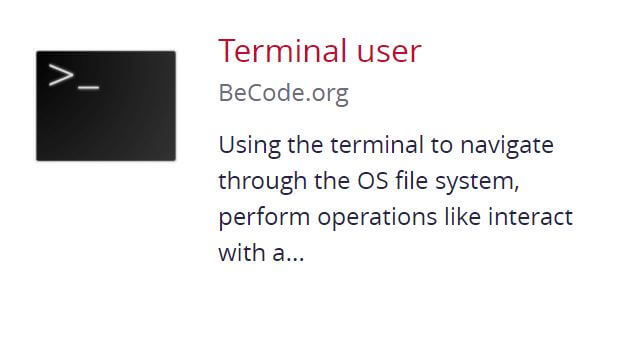 >_
Terminal user
BeCode.org
Using the terminal to navigate
through the OS file system,
perform operations like interact
with a...